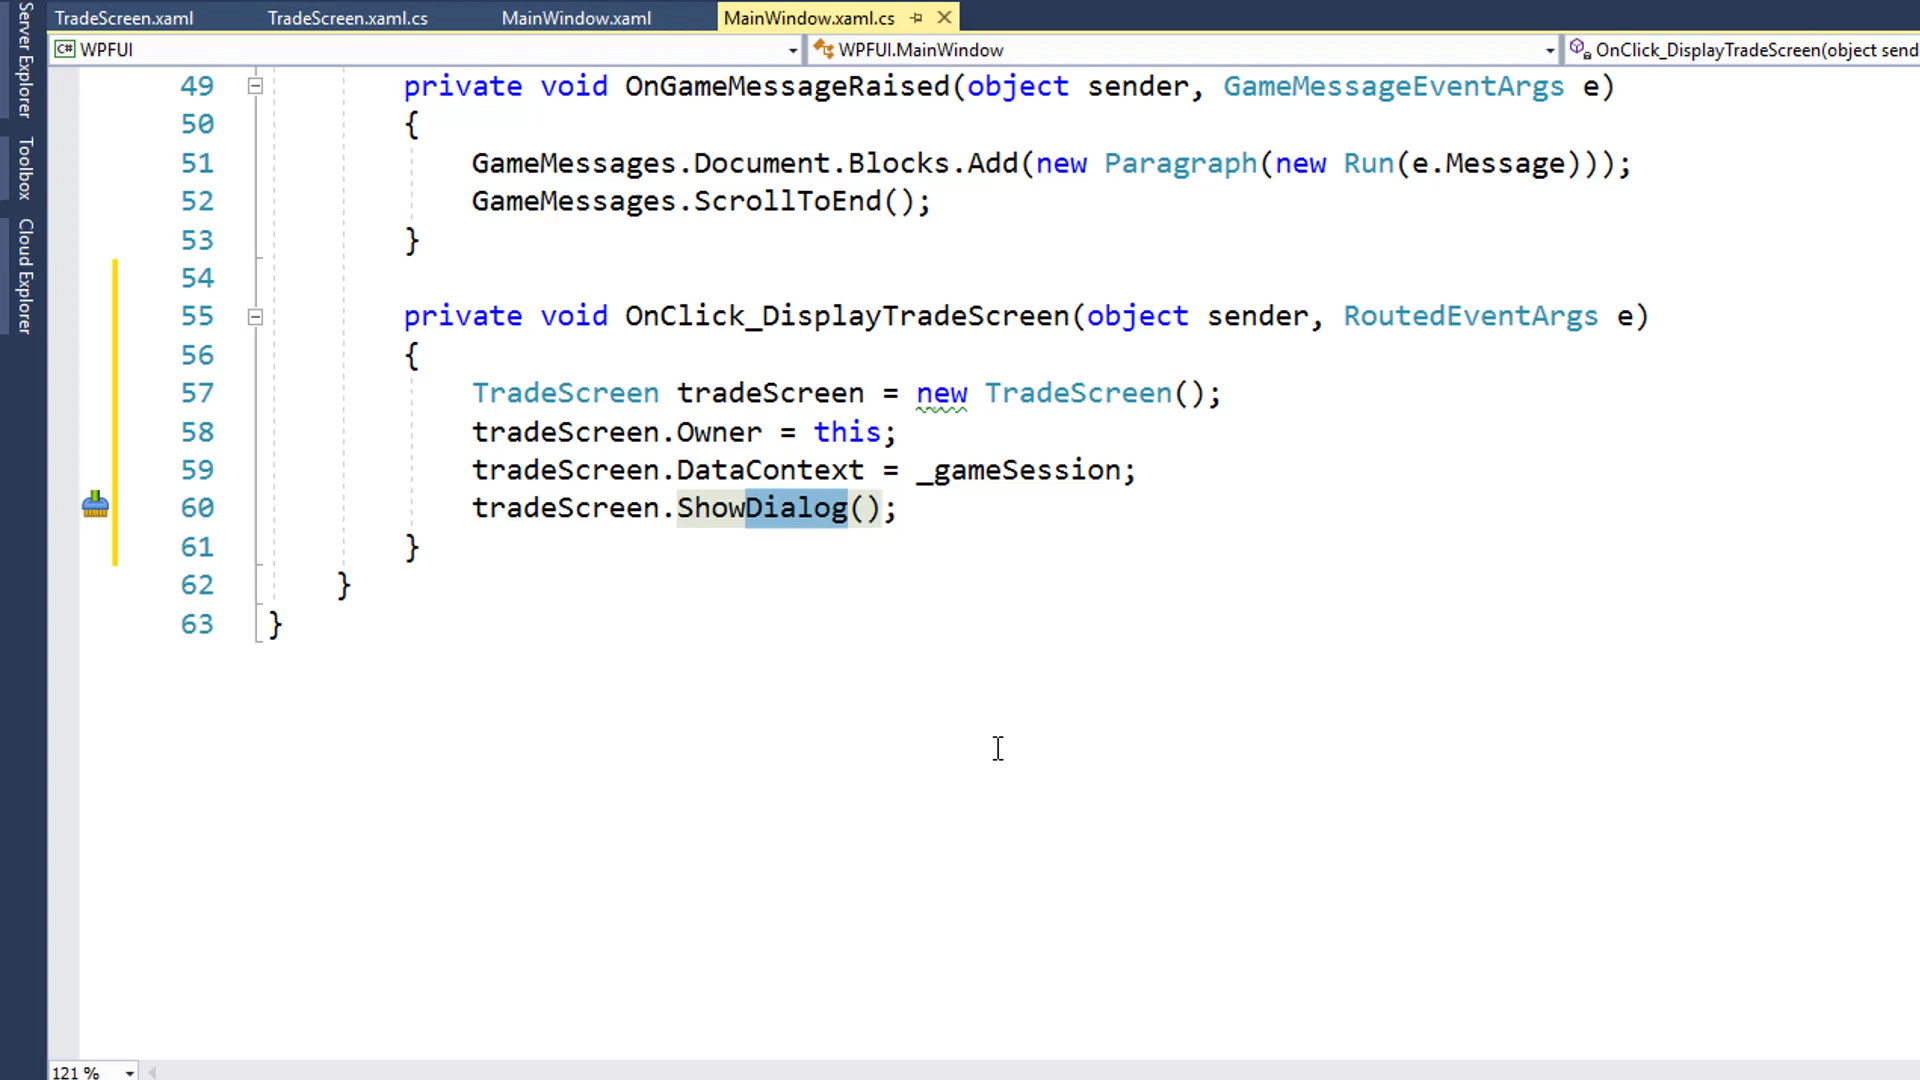 TradeScreen.xaml TradeScreen.xaml.cs MainWindow.xaml MainWindow.xaml.cs
C# WPFUI WPFUI.MainWindow OnClick_DisplayTradeScreen(object send
Server Explorer
Toolbox
Cloud Explorer
49 private void OnGameMessageRaised(object sender, GameMessageEventArgs e)
50 {
51 GameMessages.Document.Blocks.Add(new Paragraph(new Run(e.Message)));
52 GameMessages.ScrollToEnd();
53 }
54
55 private void OnClick_DisplayTradeScreen(object sender, RoutedEventArgs e)
56 {
57 TradeScreen tradeScreen = new TradeScreen();
58 tradeScreen.Owner = this;
59 tradeScreen.DataContext = _gameSession;
60 tradeScreen.ShowDialog();
61 }
62 }
63 }
121 %